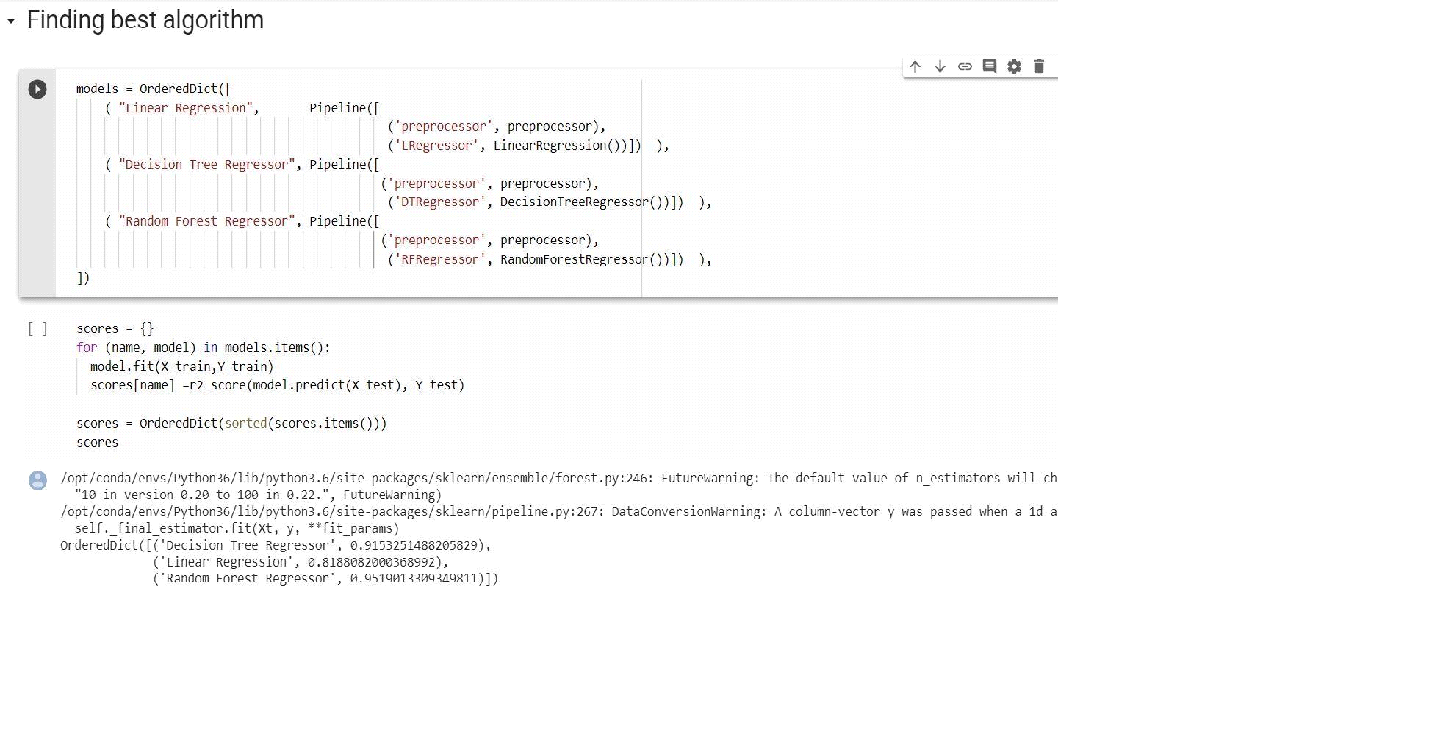 Finding best algorithm
models = OrderedDict([
( "Linear Regression", Pipeline([
('preprocessor', preprocessor),
('LRegressor', LinearRegression())]) ),
( "Decision Tree Regressor", Pipeline([
('preprocessor', preprocessor),
('DTRegressor', DecisionTreeRegressor())]) ),
( "Random Forest Regressor", Pipeline([
('preprocessor', preprocessor),
('RFRegressor', RandomForestRegressor())]) ),
])
[ ] scores = {}
for (name, model) in models.items():
model.fit(X_train,Y_train)
scores[name] =r2_score(model.predict(X_test), Y_test)
scores = OrderedDict(sorted(scores.items()))
scores
/opt/conda/envs/Python36/lib/python3.6/site-packages/sklearn/ensemble/forest.py:246: FutureWarning: The default value of n_estimators will ch
"10 in version 0.20 to 100 in 0.22.", FutureWarning)
/opt/conda/envs/Python36/lib/python3.6/site-packages/sklearn/pipeline.py:267: DataConversionWarning: A column-vector y was passed when a 1d a
self._final_estimator.fit(Xt, y, **fit_params)
OrderedDict([('Decision Tree Regressor', 0.9153251488205829),
('Linear Regression', 0.8188082000368992),
('Random Forest Regressor', 0.9519013309349811)])